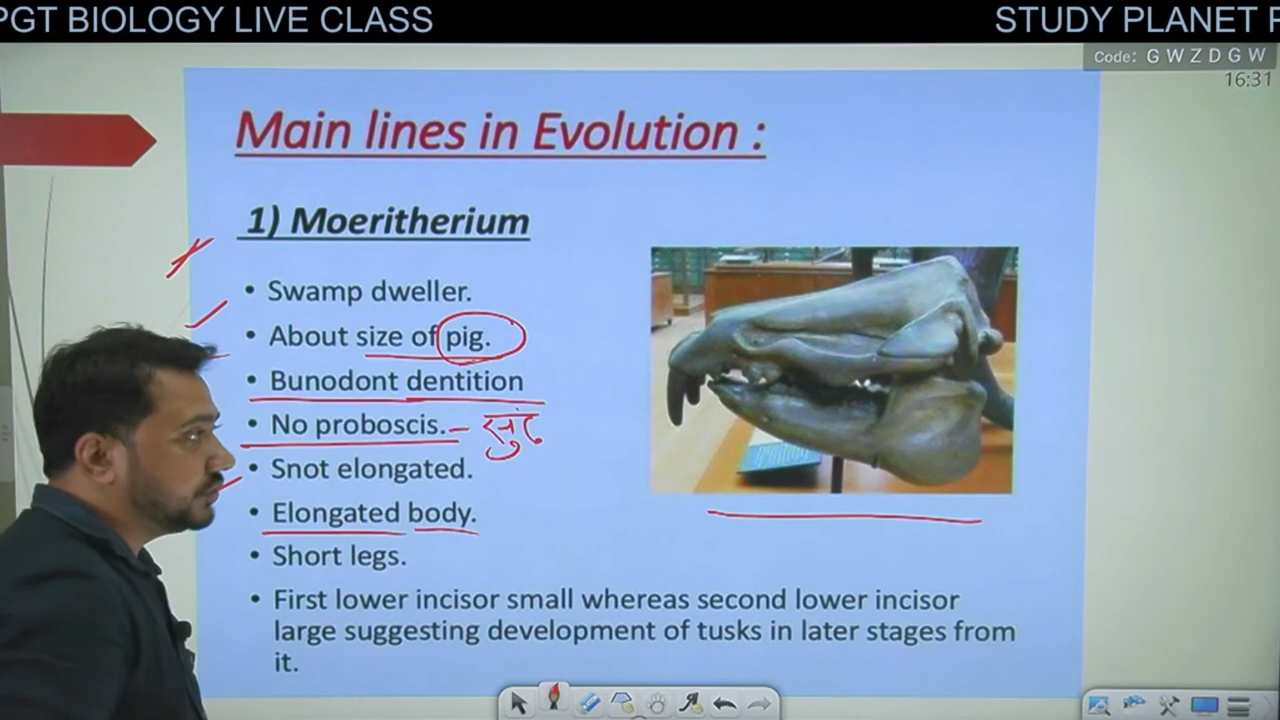 PGT BIOLOGY LIVE CLASS
STUDY PLANET
Code: G W Z D G W
16:31
Main lines in Evolution :
1) Moeritherium
• Swamp dweller.
• About size of pig.
• Bunodont dentition
• No proboscis. –
• Snot elongated.
• Elongated body.
• Short legs.
• First lower incisor small whereas second lower incisor
large suggesting development of tusks in later stages from
it.